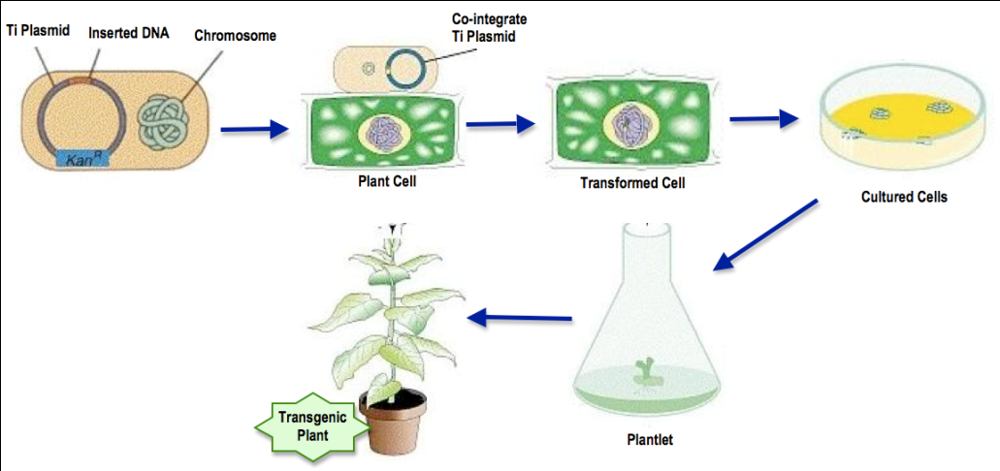 Ti Plasmid
Inserted DNA
Chromosome
Kan^R
Co-integrate
Ti Plasmid
Plant Cell
Transformed Cell
Cultured Cells
Transgenic
Plant
Plantlet